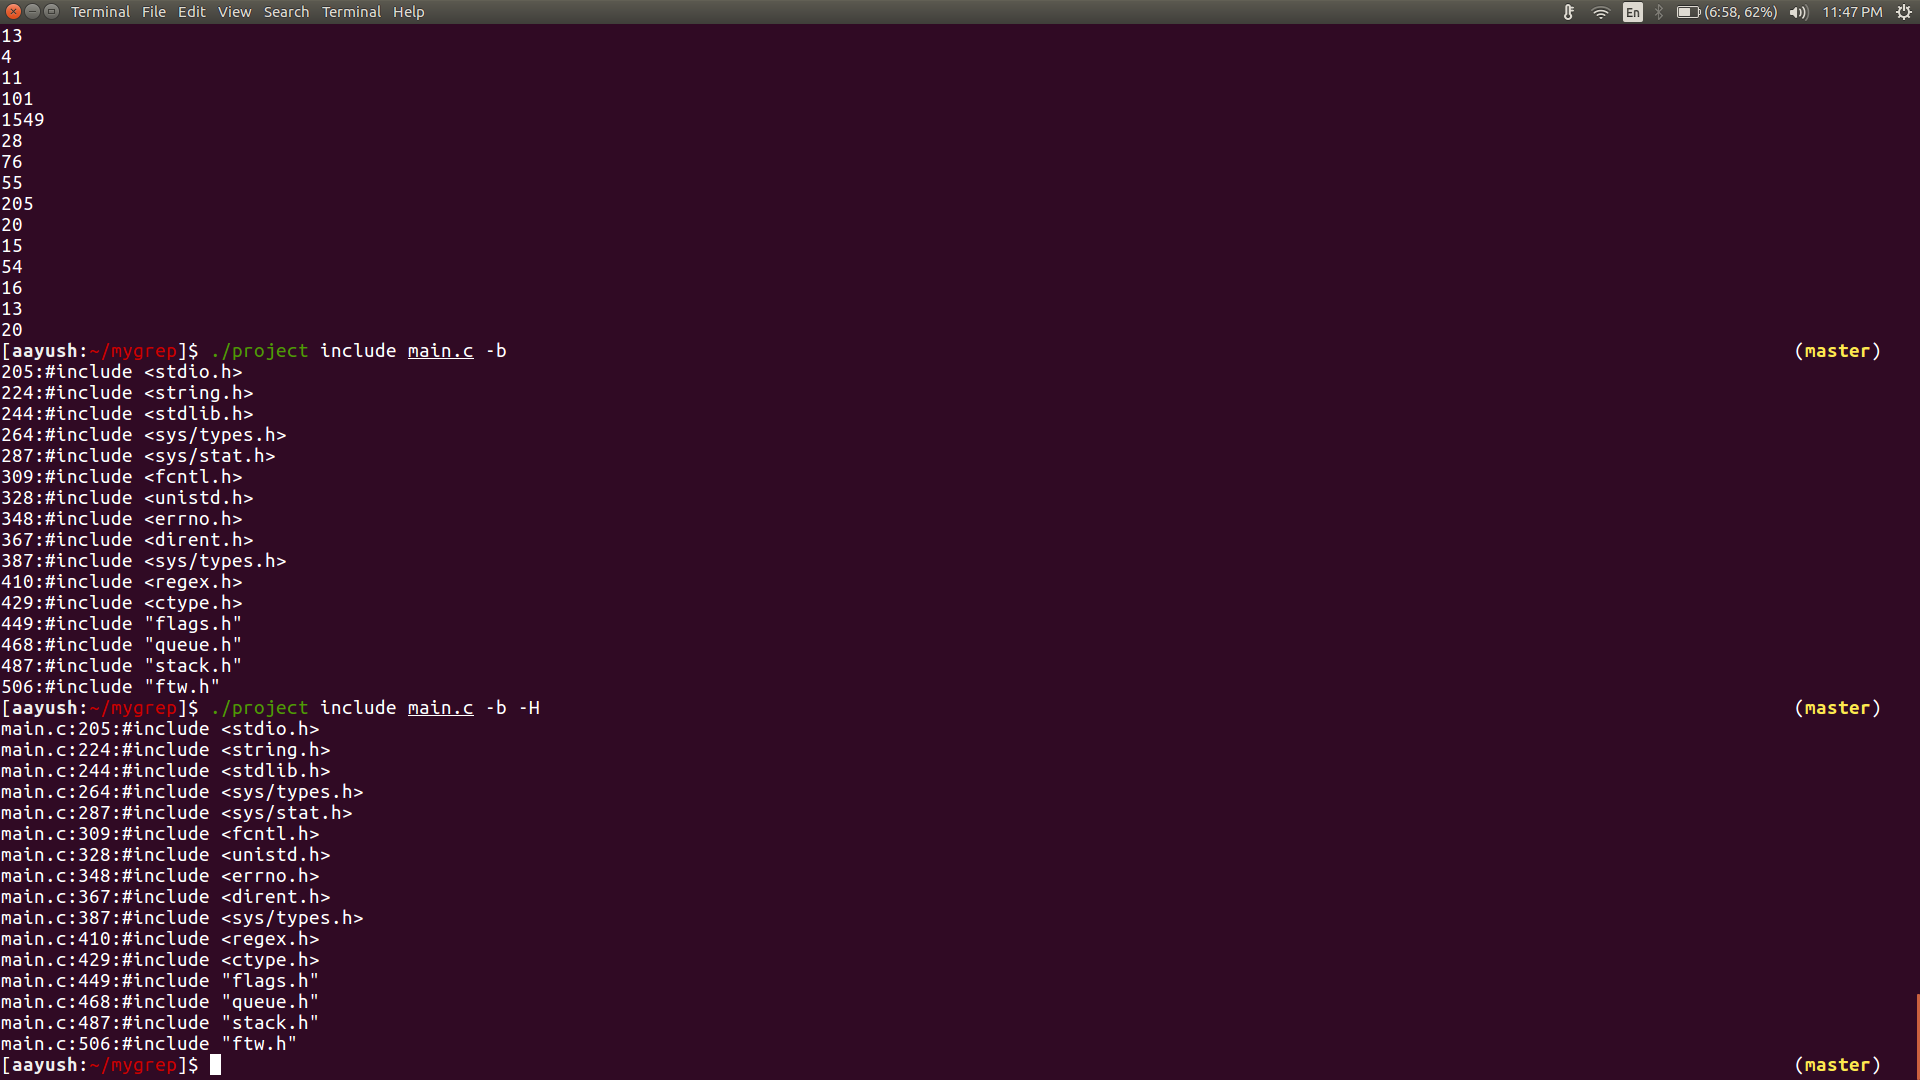 Terminal File Edit View Search Terminal Help En (6:58, 62%) 11:47 PM
13
4
11
101
1549
28
76
55
205
20
15
54
16
13
20
[aayush:~/mygrep]$ ./project include main.c -b (master)
205:#include <stdio.h>
224:#include <string.h>
244:#include <stdlib.h>
264:#include <sys/types.h>
287:#include <sys/stat.h>
309:#include <fcntl.h>
328:#include <unistd.h>
348:#include <errno.h>
367:#include <dirent.h>
387:#include <sys/types.h>
410:#include <regex.h>
429:#include <ctype.h>
449:#include "flags.h"
468:#include "queue.h"
487:#include "stack.h"
506:#include "ftw.h"
[aayush:~/mygrep]$ ./project include main.c -b -H (master)
main.c:205:#include <stdio.h>
main.c:224:#include <string.h>
main.c:244:#include <stdlib.h>
main.c:264:#include <sys/types.h>
main.c:287:#include <sys/stat.h>
main.c:309:#include <fcntl.h>
main.c:328:#include <unistd.h>
main.c:348:#include <errno.h>
main.c:367:#include <dirent.h>
main.c:387:#include <sys/types.h>
main.c:410:#include <regex.h>
main.c:429:#include <ctype.h>
main.c:449:#include "flags.h"
main.c:468:#include "queue.h"
main.c:487:#include "stack.h"
main.c:506:#include "ftw.h"
[aayush:~/mygrep]$ (master)